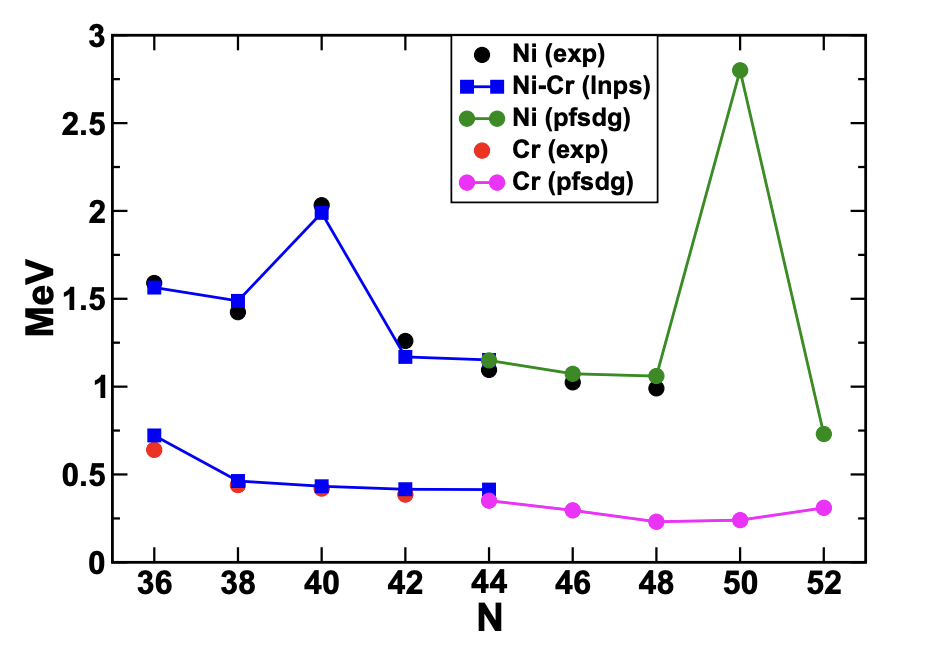 3
2.5
2
1.5
1
0.5
0
MeV
Ni (exp)
Ni-Cr (lnps)
Ni (pfsdg)
Cr (exp)
Cr (pfsdg)
36 38 40 42 44 46 48 50 52
N